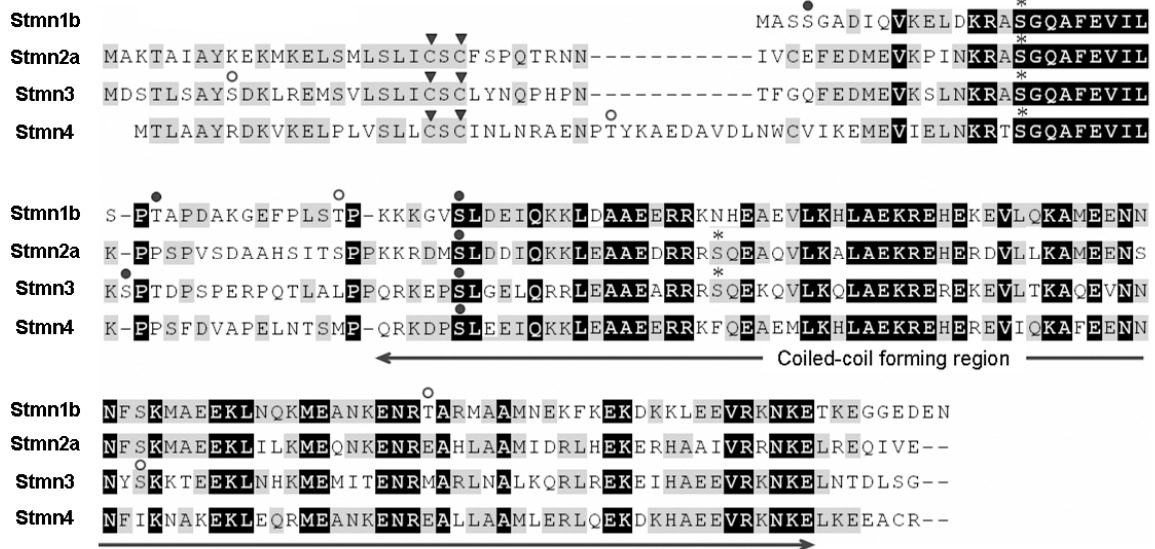 Stmn1b MASSGADIQVKELDKRASGQAFEVIL
Stmn2a MAKTAIAYKEKMKELSMLSLICSCFSPQTRNN-----------IVCEFEDMEVKPINKRASGQAFEVIL
Stmn3 MDSTLSAYSDKLREMSVLSLICSCLYNQPHPN-----------TFGQFEDMEVKSLNKRASGQAFEVIL
Stmn4 MTLAAYRDKVKELPLVSLLCSCINLNRAENPTYKAEDAVDLNWCVIKEMEVIELNKRTSGQAFEVIL
Stmn1b S-PTAPDAKGEFPLSTP-KKKGVSLDEIQKKLDAAEERRKNHEAEVLKHLAEKREHEKEVLQKAMEENN
Stmn2a K-PPSPVSDAAHSITSPPKKRDMSLDDIQKKLEAAEDRRRSQEAQVLKALAEKREHERDVLLKAMEENS
Stmn3 KSPTDPSPERPQTLALPPQRKEPSLGELQRRLEAAEARRRSQEKQVLKQLAEKREREKEVLTKAQEVNN
Stmn4 K-PPSFDVAPELNTSMP-QRKDPSLEEIQKKLEAAEERRKFQEAEMLKHLAEKREHEREVIQKAFEENN
Coiled-coil forming region
Stmn1b NFSKMAEEKLNQKMEANKENRTARMAAMNEKFKEKDKKLEEVRKNKETKEGGEDEN
Stmn2a NFSKMAEEKLILKMEQNKENREAHLAAMIDRLHEKERHAAIVRRNKELREQIVE--
Stmn3 NYSKKTEEKLNHKMEMITENRMARLNALKQRLREKEIHAEEVRKNKELNTDLSG--
Stmn4 NFIKNAKEKLEQRMEANKENREALLAAMLERLQEKDKHAEEVRKNKELKEEACR--